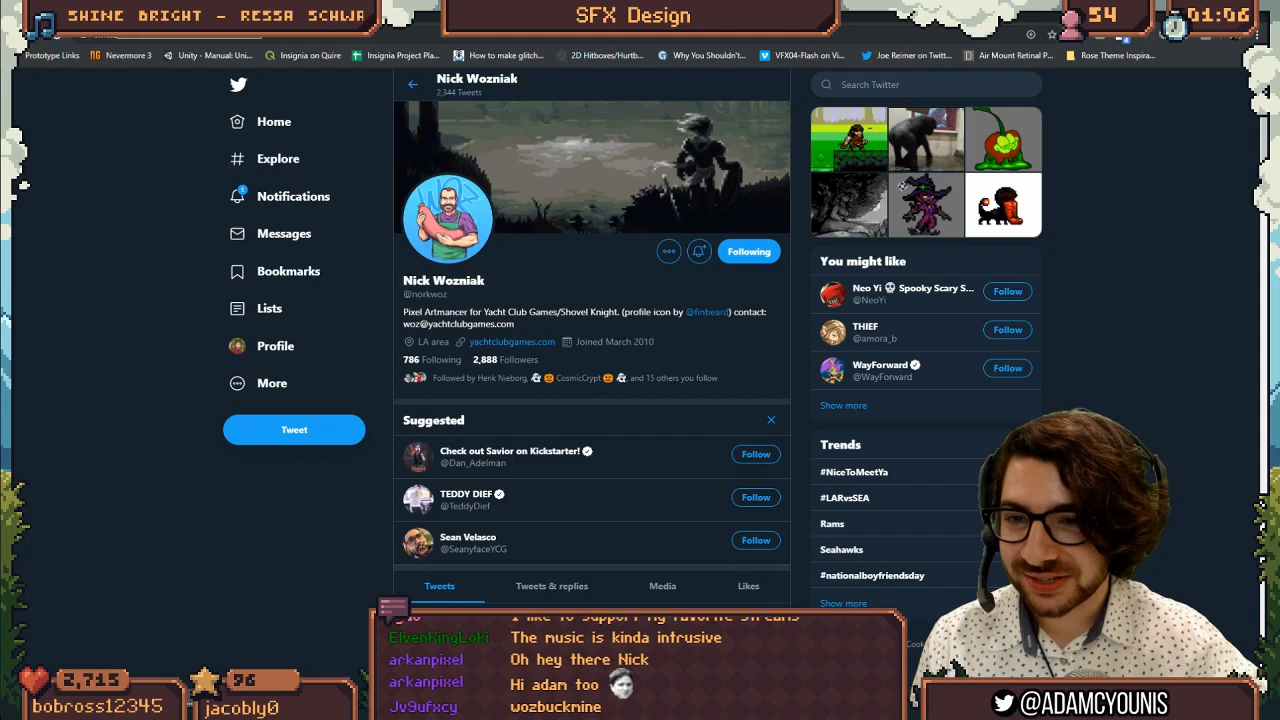 SHINE BRIGHT - RESSA SCHWA
SFX Design
54
01:06
Prototype Links
Nevermore 3
Unity - Manual: Uni...
Insignia on Quire
Insignia Project Pla...
How to make glitch...
2D Hitboxes/Hurtb...
Why You Shouldn't...
VFX04-Flash on Vi...
Joe Reimer on Twitt...
Air Mount Retinal P...
Rose Theme Inspira...
Home
Explore
1
Notifications
Messages
Bookmarks
Lists
Profile
More
Tweet
Nick Wozniak
2,344 Tweets
Following
Nick Wozniak
@norkwoz
Pixel Artmancer for Yacht Club Games/Shovel Knight. (profile icon by @finbeard) contact:
woz@yachtclubgames.com
LA area yachtclubgames.com Joined March 2010
786 Following 2,888 Followers
Followed by Henk Nieborg, 👻 🎃 CosmicCrypt 🎃 👻, and 15 others you follow
Suggested
Check out Savior on Kickstarter!
@Dan_Adelman
Follow
TEDDY DIEF
@TeddyDief
Follow
Sean Velasco
@SeanyfaceYCG
Follow
Tweets
Tweets & replies
Media
Likes
Search Twitter
You might like
Neo Yi 💀 Spooky Scary S...
@NeoYi
Follow
THIEF
@amora_b
Follow
WayForward
@WayForward
Follow
Show more
Trends
#NiceToMeetYa
#LARvsSEA
Rams
Seahawks
#nationalboyfriendsday
Show more
I like to support my favorite streams
ElvenKingLoki The music is kinda intrusive
arkanpixel Oh hey there Nick
arkanpixel Hi adam too
Jv9ufxcy wozbuckmine
2,715
bobross12345
96
jacobly0
@ADAMCYOUNIS